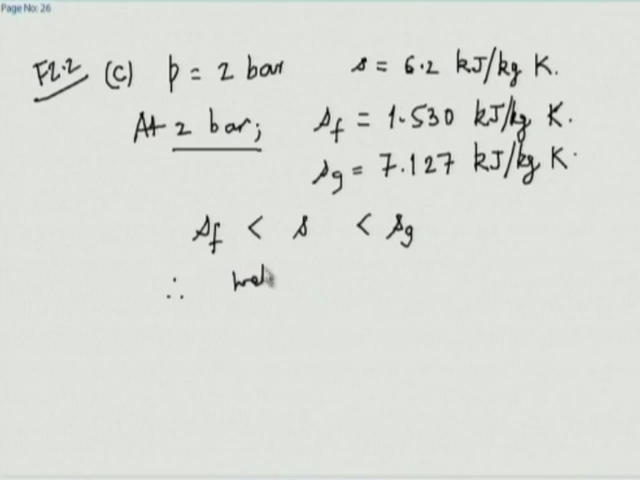 Page No: 26
F2.2 (C) p = 2 bar s = 6.2 kJ/kg K.
At 2 bar; sf = 1.530 kJ/kg K.
sg = 7.127 kJ/kg K.
sf < s < sg
∴